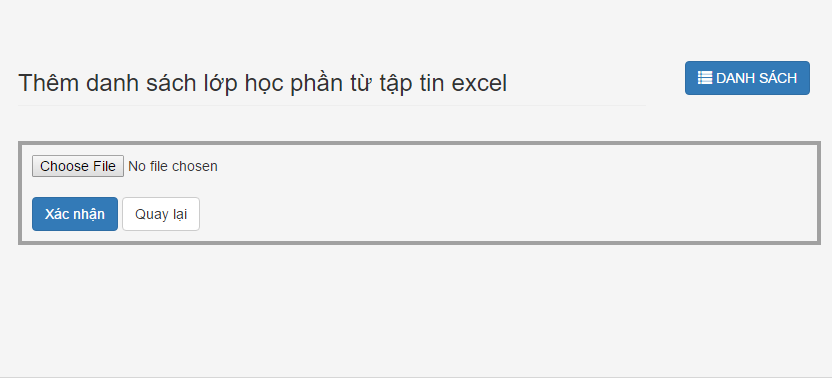 Thêm danh sách lớp học phần từ tập tin excel
DANH SÁCH
Choose File No file chosen
Xác nhận Quay lại